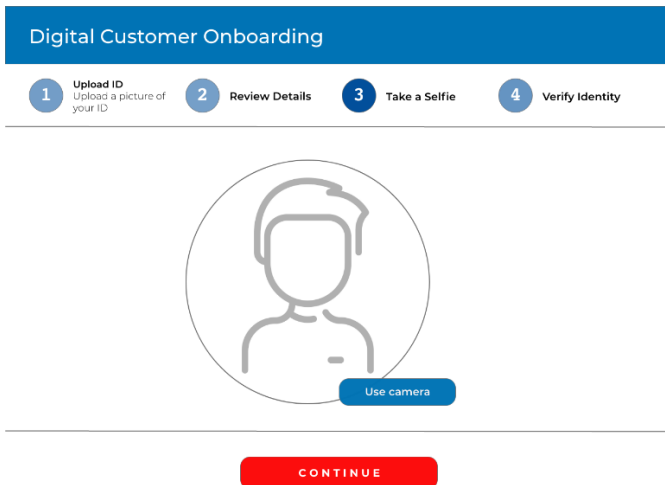 Digital Customer Onboarding
1
Upload ID
Upload a picture of
your ID
2
Review Details
3
Take a Selfie
4
Verify Identity
Use camera
CONTINUE